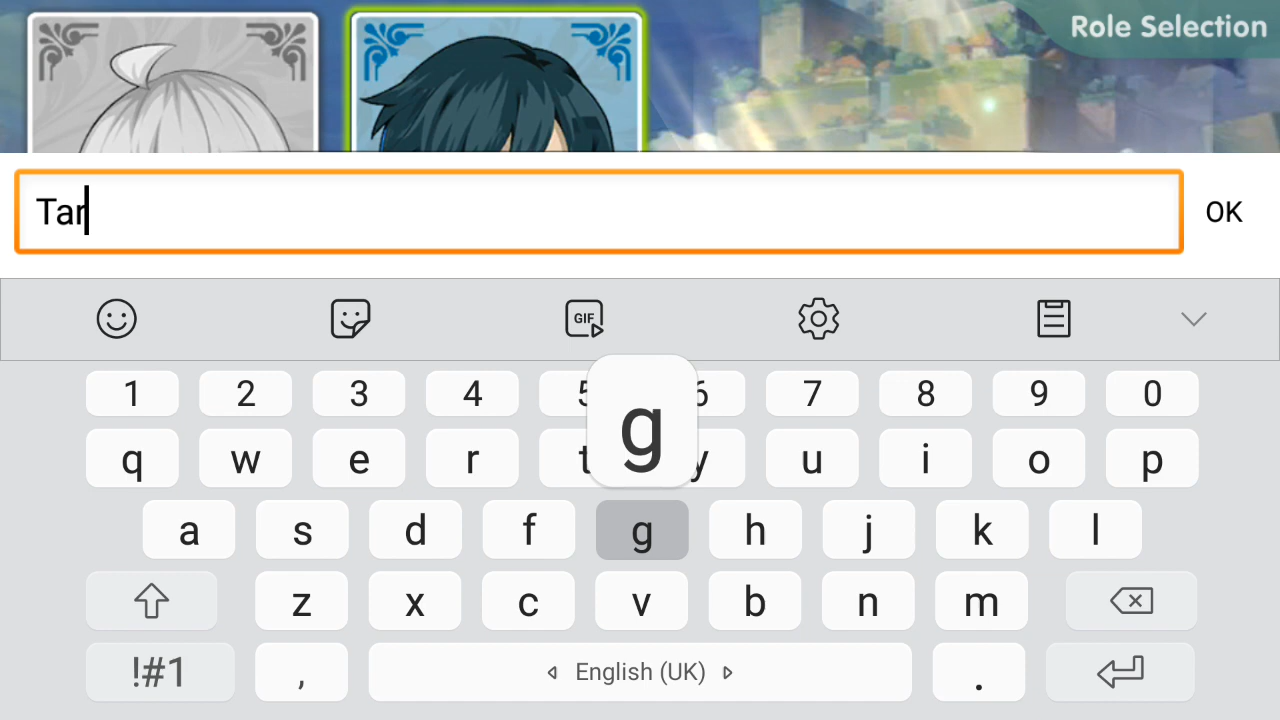 Role Selection
Tar
OK
GIF
1 2 3 4 5 6 7 8 9 0
g
q w e r t y u i o p
a s d f g h j k l
z x c v b n m
!#1 , English (UK) .